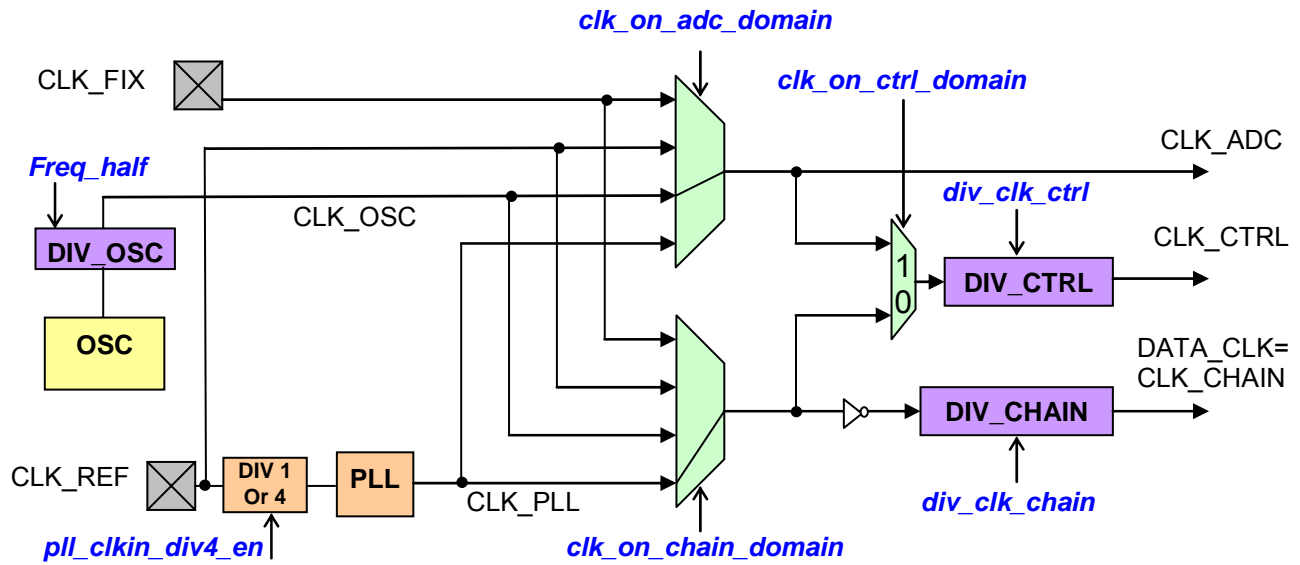 clk_on_adc_domain
CLK_FIX
clk_on_ctrl_domain
CLK_ADC
Freq_half
div_clk_ctrl
CLK_OSC
CLK_CTRL
DIV_OSC
1
0
DIV_CTRL
OSC
DATA_CLK=
CLK_CHAIN
DIV_CHAIN
CLK_REF
DIV 1
Or 4
PLL
CLK_PLL
div_clk_chain
pll_clkin_div4_en
clk_on_chain_domain